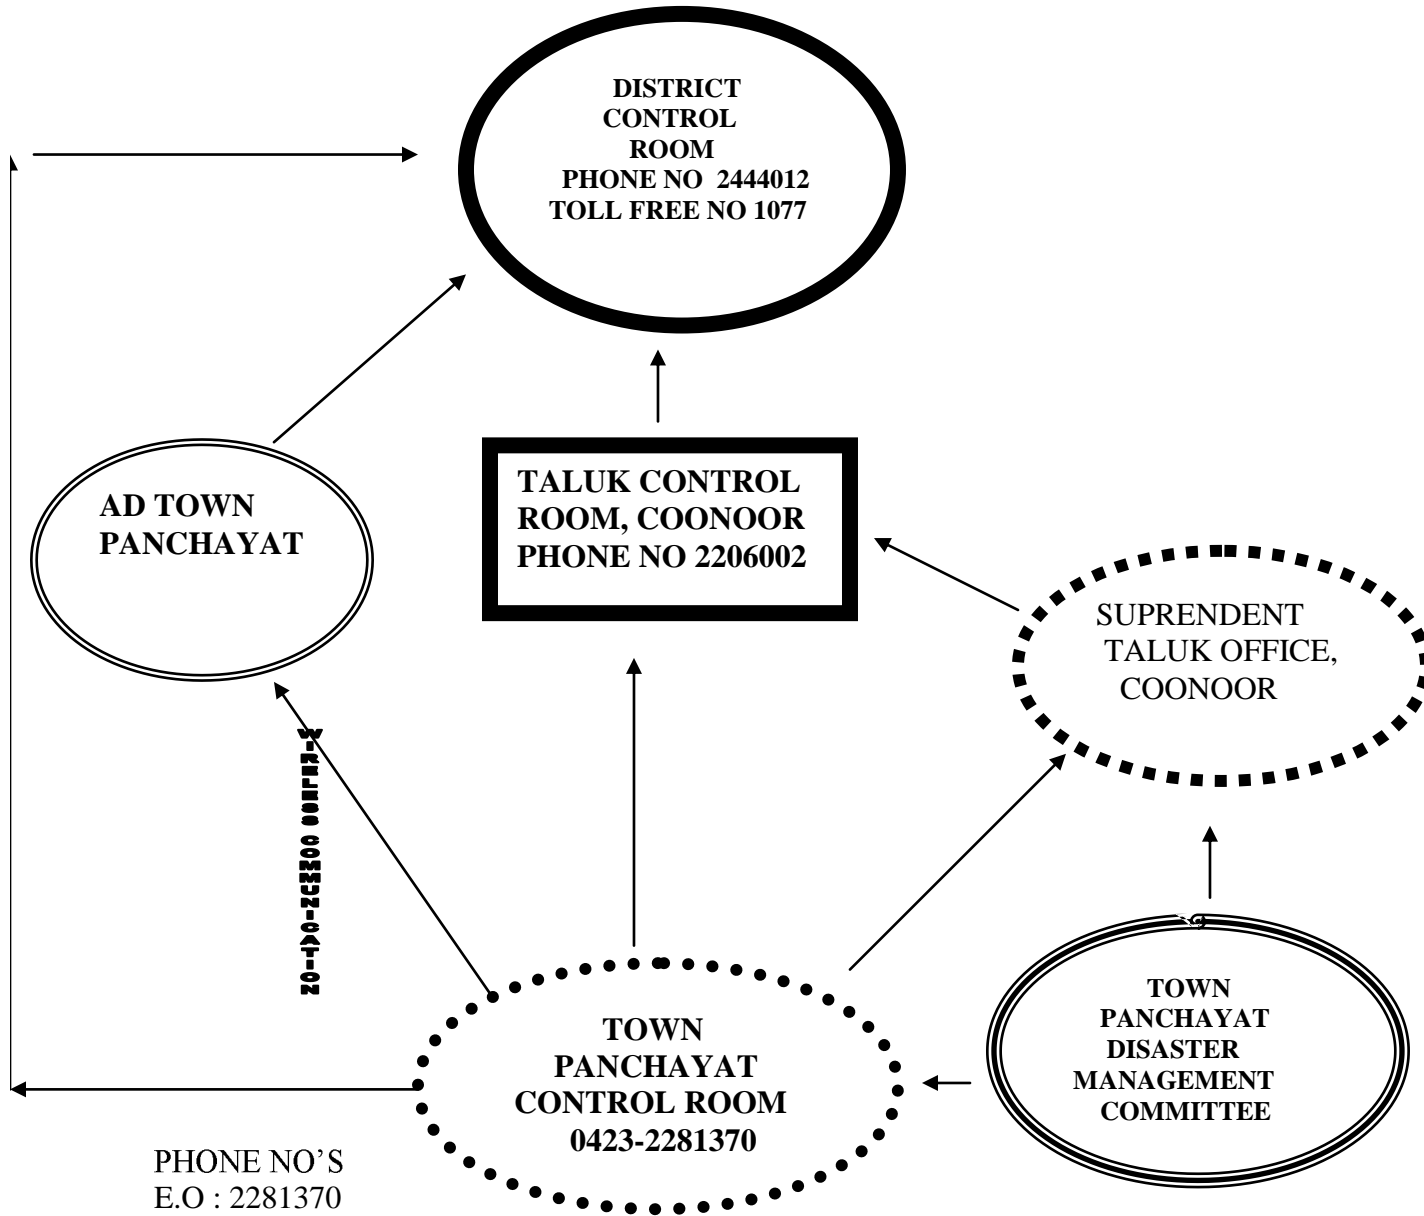 DISTRICT
CONTROL
ROOM
PHONE NO 2444012
TOLL FREE NO 1077
AD TOWN
PANCHAYAT
TALUK CONTROL
ROOM, COONOOR
PHONE NO 2206002
SUPRENDENT
TALUK OFFICE,
COONOOR
WIRELESS COMMUNICATION
TOWN
PANCHAYAT
CONTROL ROOM
0423-2281370
TOWN
PANCHAYAT
DISASTER
MANAGEMENT
COMMITTEE
PHONE NO’S
E.O : 2281370